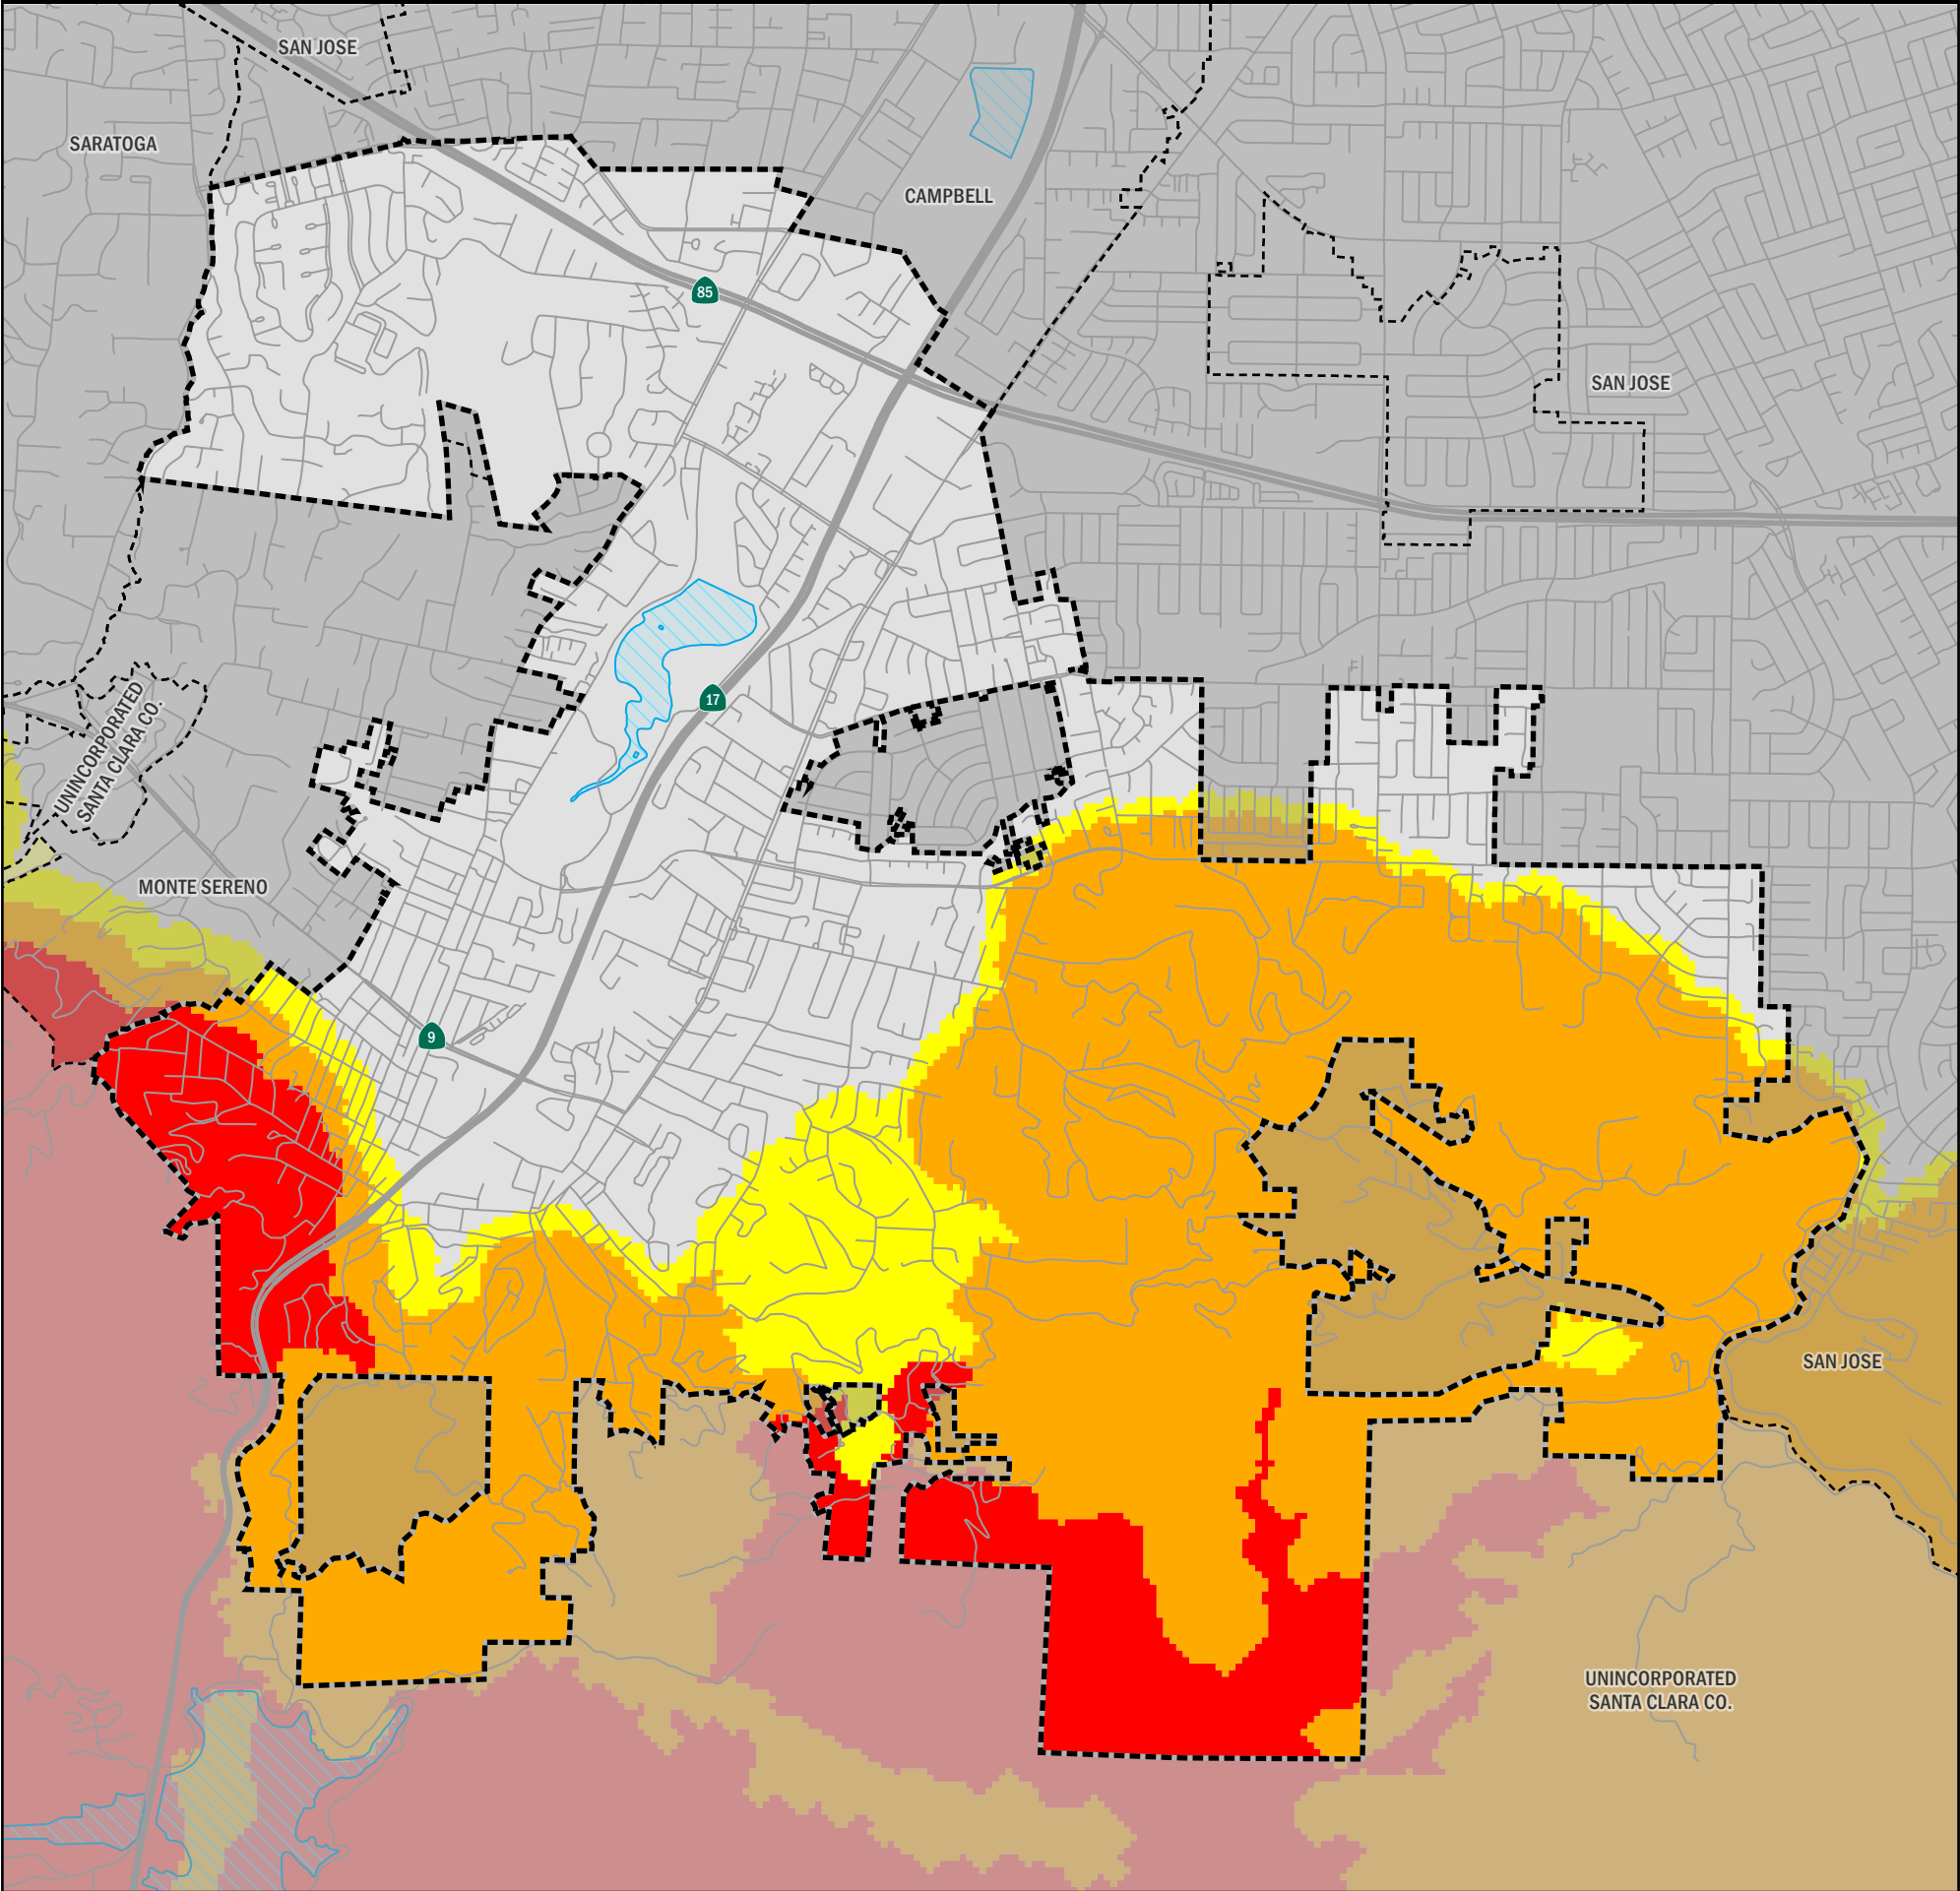 SAN JOSE
SARATOGA
CAMPBELL
85
SAN JOSE
17
UNINCORPORATED
SANTA CLARA CO.
MONTE SERENO
9
SAN JOSE
UNINCORPORATED
SANTA CLARA CO.